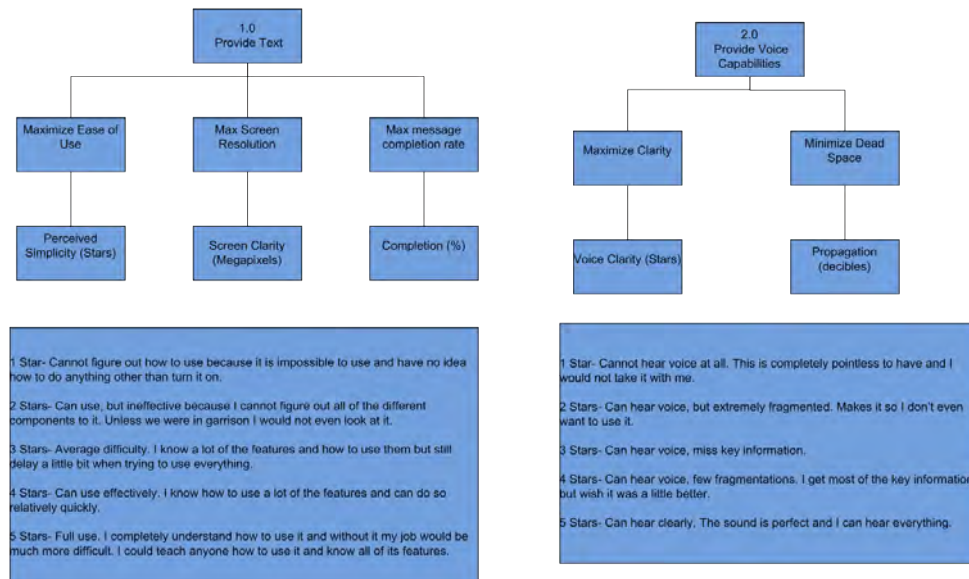 1.0
Provide Text
Maximize Ease of
Use
Max Screen
Resolution
Max message
completion rate
Perceived
Simplicity (Stars)
Screen Clarity
(Megapixels)
Completion (%)
1 Star- Cannot figure out how to use because it is impossible to use and have no idea
how to do anything other than turn it on.
2 Stars- Can use, but ineffective because I cannot figure out all of the different
components to it. Unless we were in garrison I would not even look at it.
3 Stars- Average difficulty. I know a lot of the features and how to use them but still
delay a little bit when trying to use everything.
4 Stars- Can use effectively. I know how to use a lot of the features and can do so
relatively quickly.
5 Stars- Full use. I completely understand how to use it and without it my job would be
much more difficult. I could teach anyone how to use it and know all of its features.
2.0
Provide Voice
Capabilities
Maximize Clarity
Minimize Dead
Space
Voice Clarity (Stars)
Propagation
(decibles)
1 Star- Cannot hear voice at all. This is completely pointless to have and I
would not take it with me.
2 Stars- Can hear voice, but extremely fragmented. Makes it so I don't even
want to use it.
3 Stars- Can hear voice, miss key information.
4 Stars- Can hear voice, few fragmentations. I get most of the key information
but wish it was a little better.
5 Stars- Can hear clearly. The sound is perfect and I can hear everything.